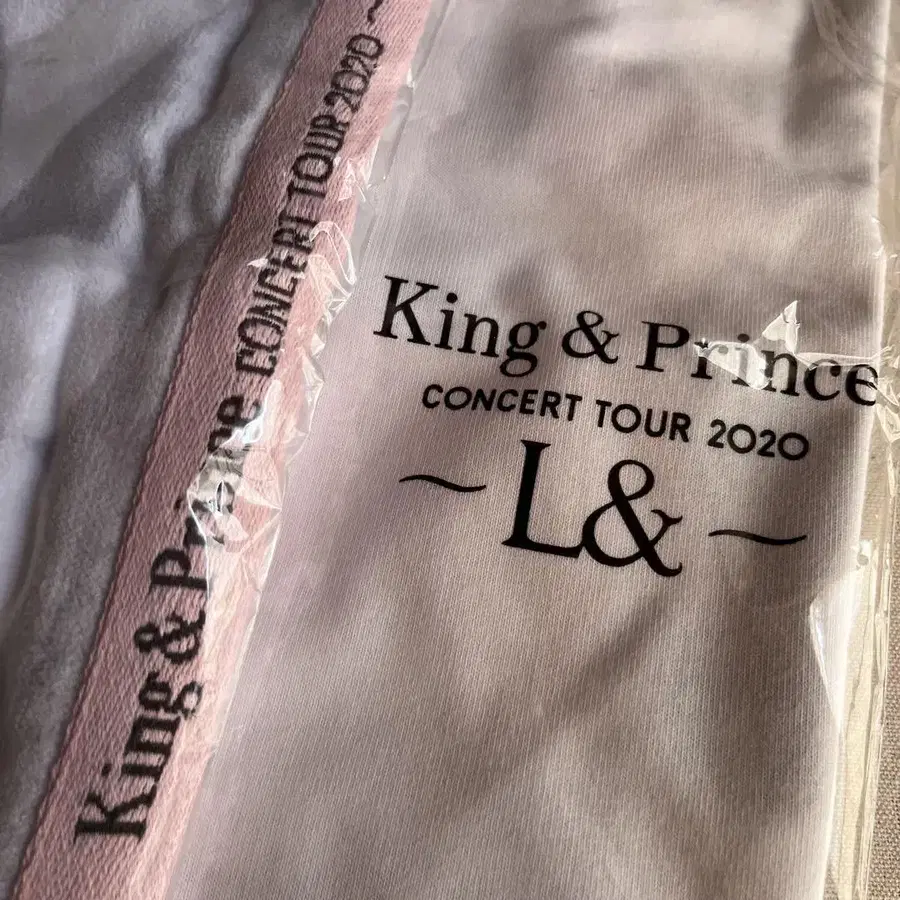 King & Prince CONCERT TOUR 2020 ~
King & Prince
CONCERT TOUR 2020
~L&~